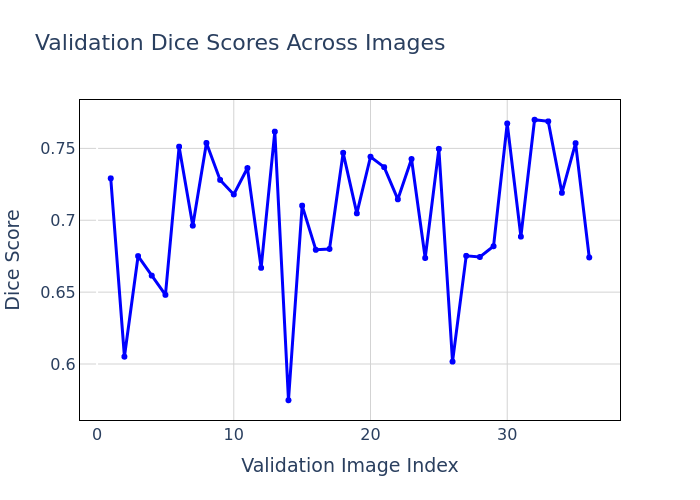 Validation Dice Scores Across Images
0.75
0.7
0.65
0.6
Dice Score
0 10 20 30
Validation Image Index